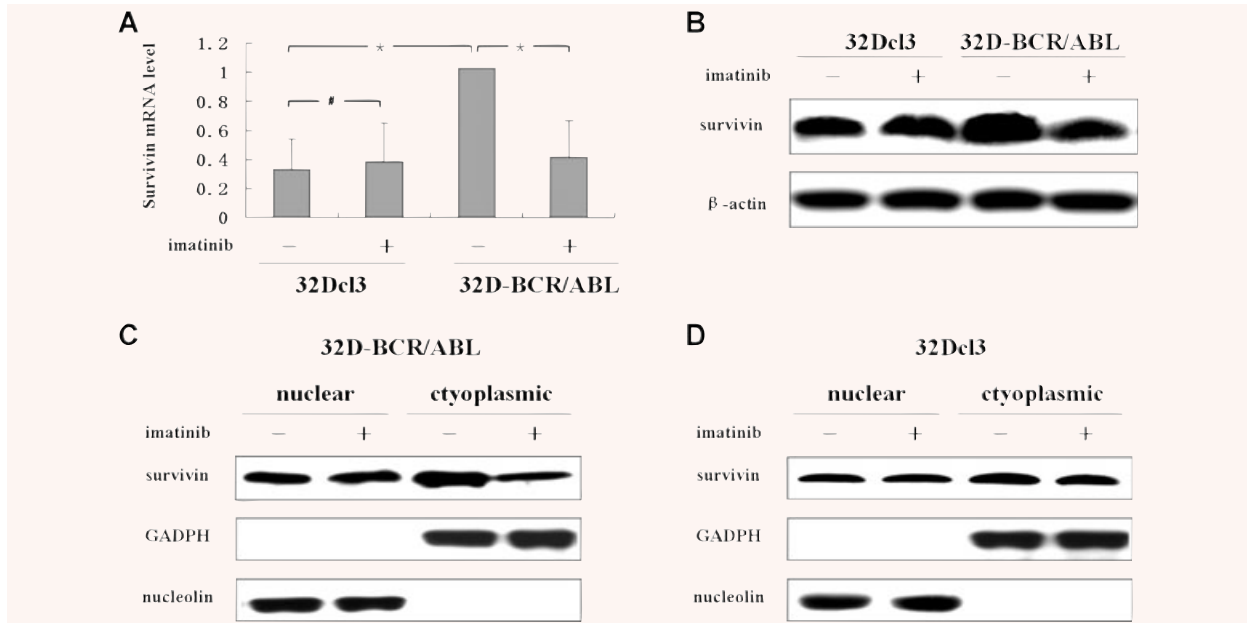 A
Survivin mRNA level
1.2
1
0.8
0.6
0.4
0.2
0
* *
#
imatinib — + — +
32Dcl3 32D-BCR/ABL
B
32Dcl3 32D-BCR/ABL
imatinib — + — +
survivin
β-actin
C
32D-BCR/ABL
nuclear ctyoplasmic
imatinib — + — +
survivin
GADPH
nucleolin
D
32Dcl3
nuclear ctyoplasmic
imatinib — + — +
survivin
GADPH
nucleolin